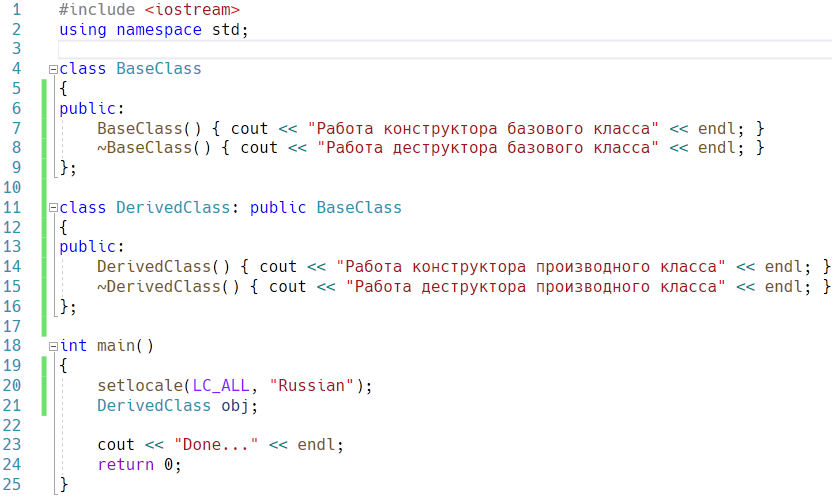 1 #include <iostream>
2 using namespace std;
3
4 class BaseClass
5 {
6 public:
7 BaseClass() { cout << "Работа конструктора базового класса" << endl; }
8 ~BaseClass() { cout << "Работа деструктора базового класса" << endl; }
9 };
10
11 class DerivedClass: public BaseClass
12 {
13 public:
14 DerivedClass() { cout << "Работа конструктора производного класса" << endl; }
15 ~DerivedClass() { cout << "Работа деструктора производного класса" << endl; }
16 };
17
18 int main()
19 {
20 setlocale(LC_ALL, "Russian");
21 DerivedClass obj;
22
23 cout << "Done..." << endl;
24 return 0;
25 }